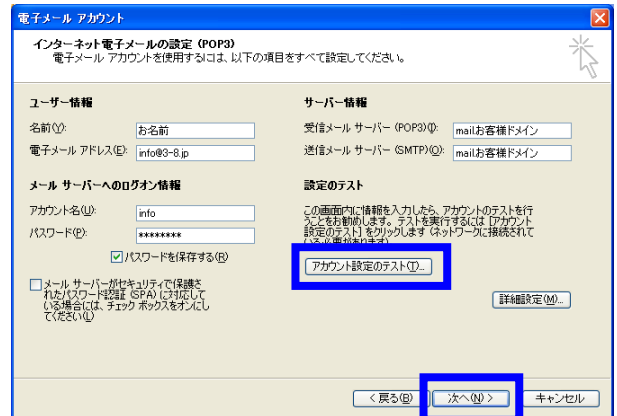 電子メール アカウント
インターネット電子メールの設定 (POP3)
電子メール アカウントを使用するには、以下の項目をすべて設定してください。
ユーザー情報
名前(Y):
お名前
電子メール アドレス(E):
info@3-8.jp
メール サーバーへのログオン情報
アカウント名(U):
info
パスワード(P):
********
パスワードを保存する(R)
メール サーバーがセキュリティで保護さ
れたパスワード認証 (SPA) に対応して
いる場合には、チェック ボックスをオンにし
てください(L)
サーバー情報
受信メール サーバー (POP3)(I):
mailお客様ドメイン
送信メール サーバー (SMTP)(O):
mailお客様ドメイン
設定のテスト
この画面内に情報を入力したら、アカウントのテストを行
うことをお勧めします。テストを実行するには [アカウント
設定のテスト] をクリックします (ネットワークに接続されて
いる必要があります)
アカウント設定のテスト(T)...
詳細設定(M)...
< 戻る(B)
次へ(N) >
キャンセル